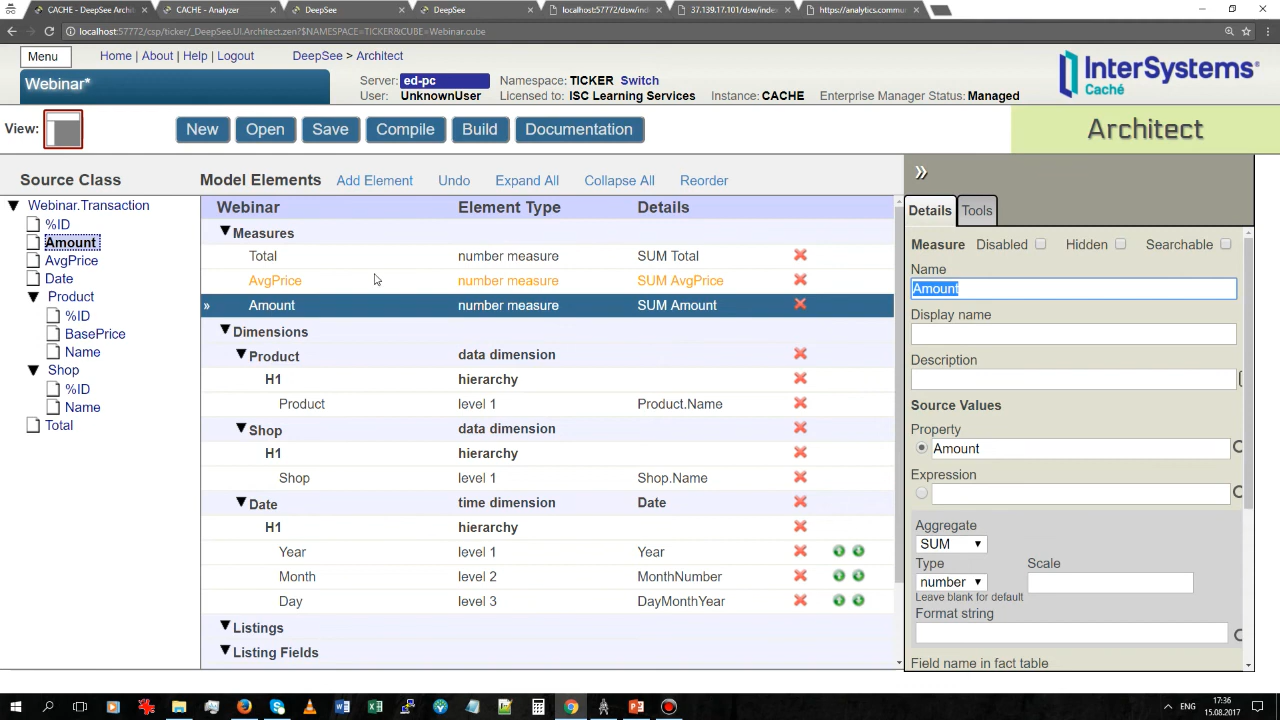 CACHE - DeepSee Archi
CACHE - Analyzer
DeepSee
DeepSee
localhost:57772/dsw/inde
37.139.17.101/dsw/index
https://analytics.commu
localhost:57772/csp/ticker/_DeepSee.UI.Architect.zen?$NAMESPACE=TICKER&CUBE=Webinar.cube
Menu
Home | About | Help | Logout
DeepSee > Architect
Webinar*
Server: ed-pc Namespace: TICKER Switch
User: UnknownUser Licensed to: ISC Learning Services Instance: CACHE Enterprise Manager Status: Managed
InterSystems
Caché
View:
New Open Save Compile Build Documentation
Architect
Source Class
Webinar.Transaction
%ID
Amount
AvgPrice
Date
Product
%ID
BasePrice
Name
Shop
%ID
Name
Total
Model Elements Add Element Undo Expand All Collapse All Reorder
Webinar Element Type Details
Measures
Total number measure SUM Total
AvgPrice number measure SUM AvgPrice
» Amount number measure SUM Amount
Dimensions
Product data dimension
H1 hierarchy
Product level 1 Product.Name
Shop data dimension
H1 hierarchy
Shop level 1 Shop.Name
Date time dimension Date
H1 hierarchy
Year level 1 Year
Month level 2 MonthNumber
Day level 3 DayMonthYear
Listings
Listing Fields
»
Details Tools
Measure Disabled Hidden Searchable
Name
Amount
Display name
Description
Source Values
Property
Amount
Expression
Aggregate
SUM
Type Scale
number
Leave blank for default
Format string
Field name in fact table
ENG
17:36
15.08.2017